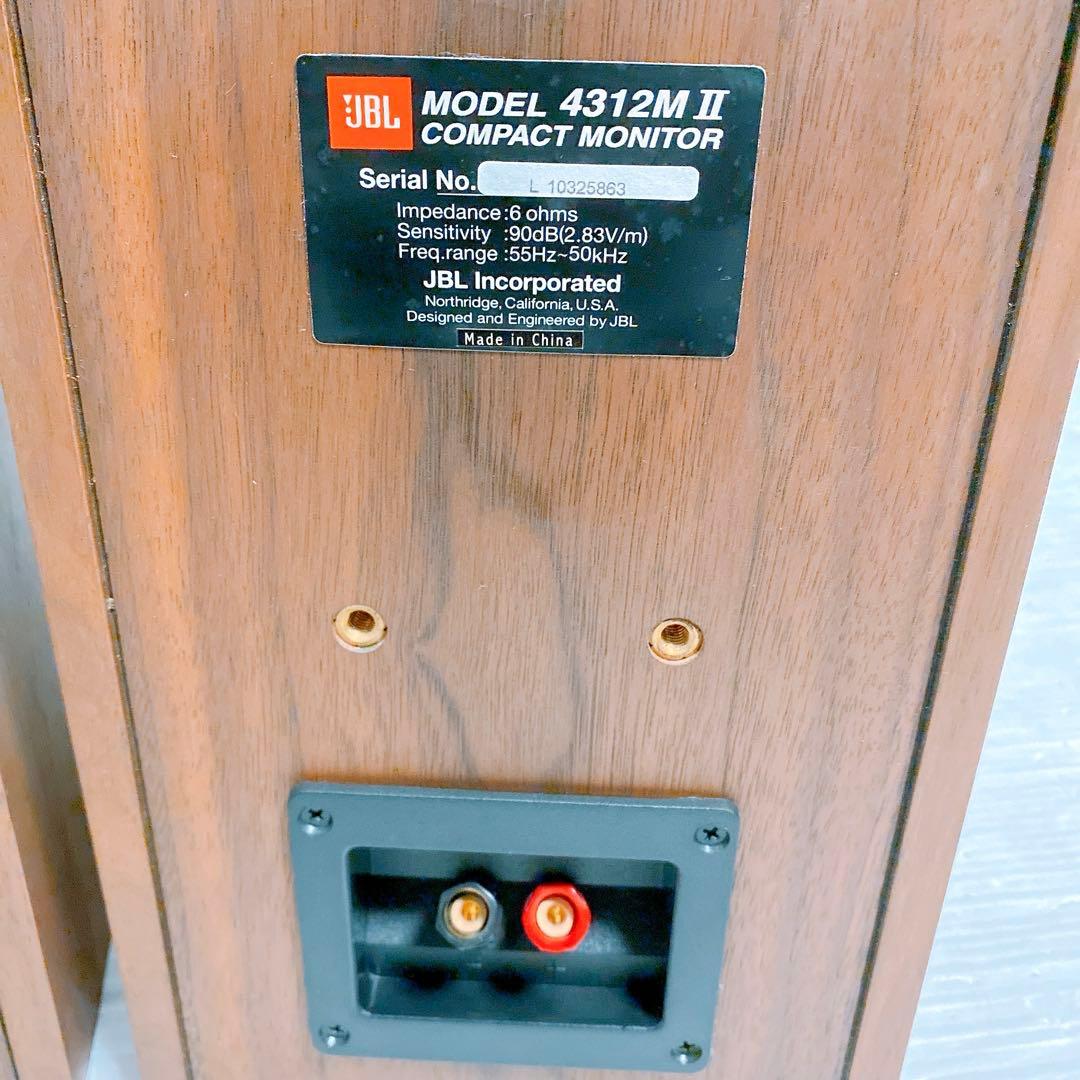 JBL MODEL 4312M II
COMPACT MONITOR
Serial No. L 10325863
Impedance:6 ohms
Sensitivity :90dB(2.83V/m)
Freq.range :55Hz~50kHz
JBL Incorporated
Northridge, California, U.S.A.
Designed and Engineered by JBL
Made in China